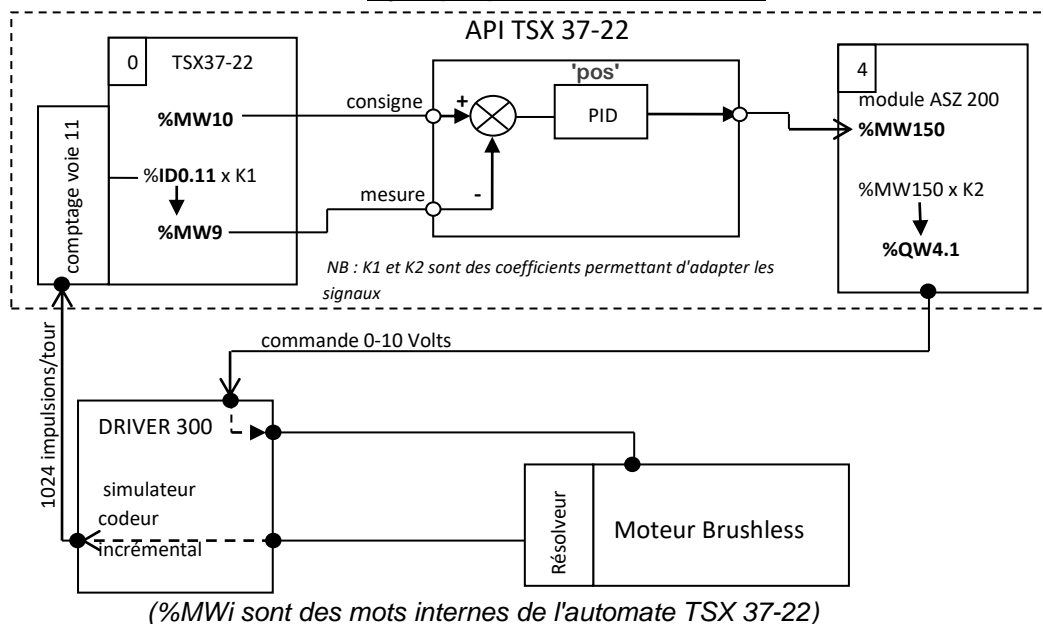 API TSX 37-22
0
TSX37-22
%MW10
%ID0.11 x K1
%MW9
comptage voie 11
consigne
mesure
+
-
'pos'
PID
4
module ASZ 200
%MW150
%MW150 x K2
%QW4.1
NB : K1 et K2 sont des coefficients permettant d'adapter les
signaux
commande 0-10 Volts
1024 impulsions/tour
DRIVER 300
simulateur
codeur
incrémental
Résolveur
Moteur Brushless
(%MWi sont des mots internes de l'automate TSX 37-22)